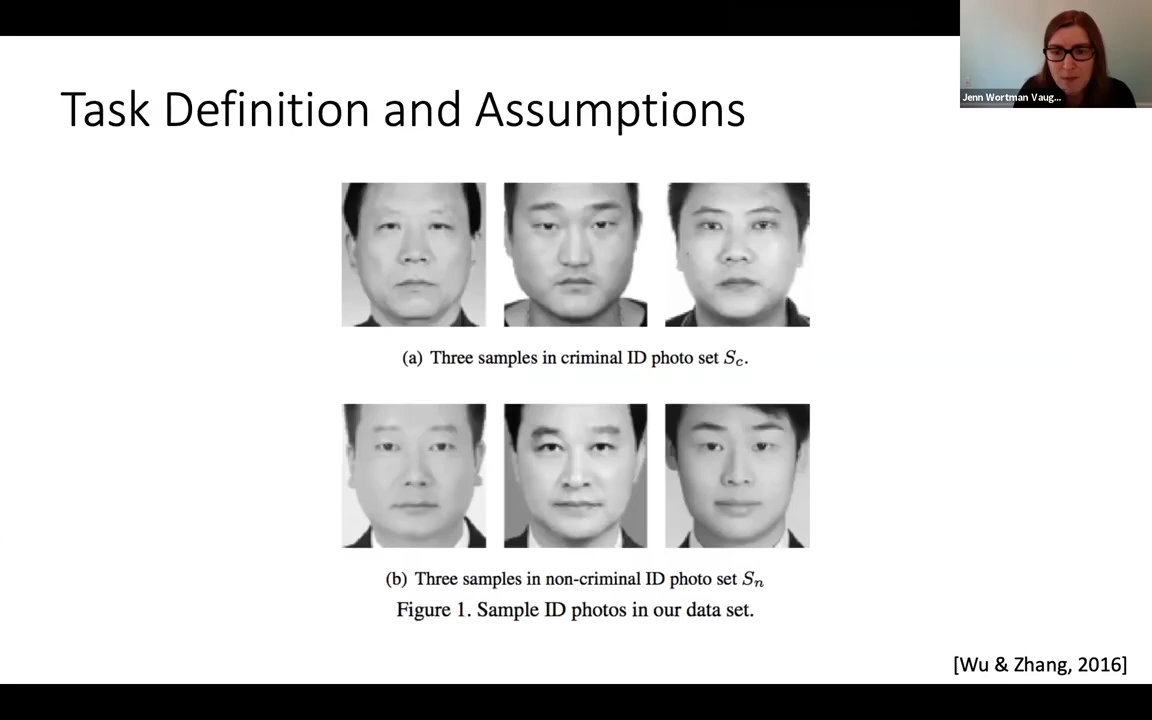 Jenn Wortman Vaug...
Task Definition and Assumptions
(a) Three samples in criminal ID photo set S_c.
(b) Three samples in non-criminal ID photo set S_n
Figure 1. Sample ID photos in our data set.
[Wu & Zhang, 2016]